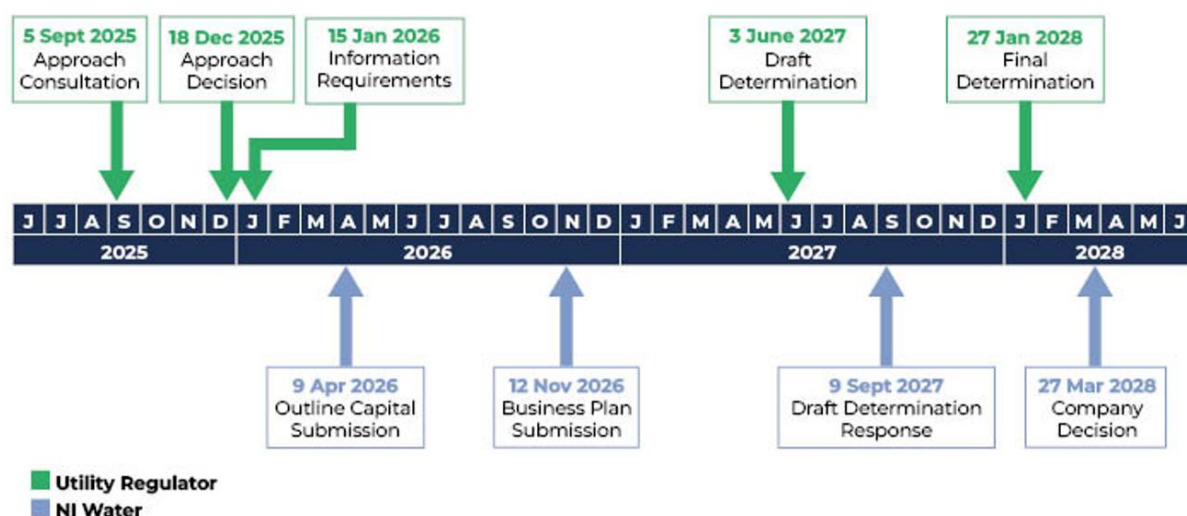 5 Sept 2025
Approach
Consultation
18 Dec 2025
Approach
Decision
15 Jan 2026
Information
Requirements
3 June 2027
Draft
Determination
27 Jan 2028
Final
Determination
J J A S O N D J F M A M J J A S O N D J F M A M J J A S O N D J F M A M J
2025 2026 2027 2028
9 Apr 2026
Outline Capital
Submission
12 Nov 2026
Business Plan
Submission
9 Sept 2027
Draft Determination
Response
27 Mar 2028
Company
Decision
Utility Regulator
NI Water